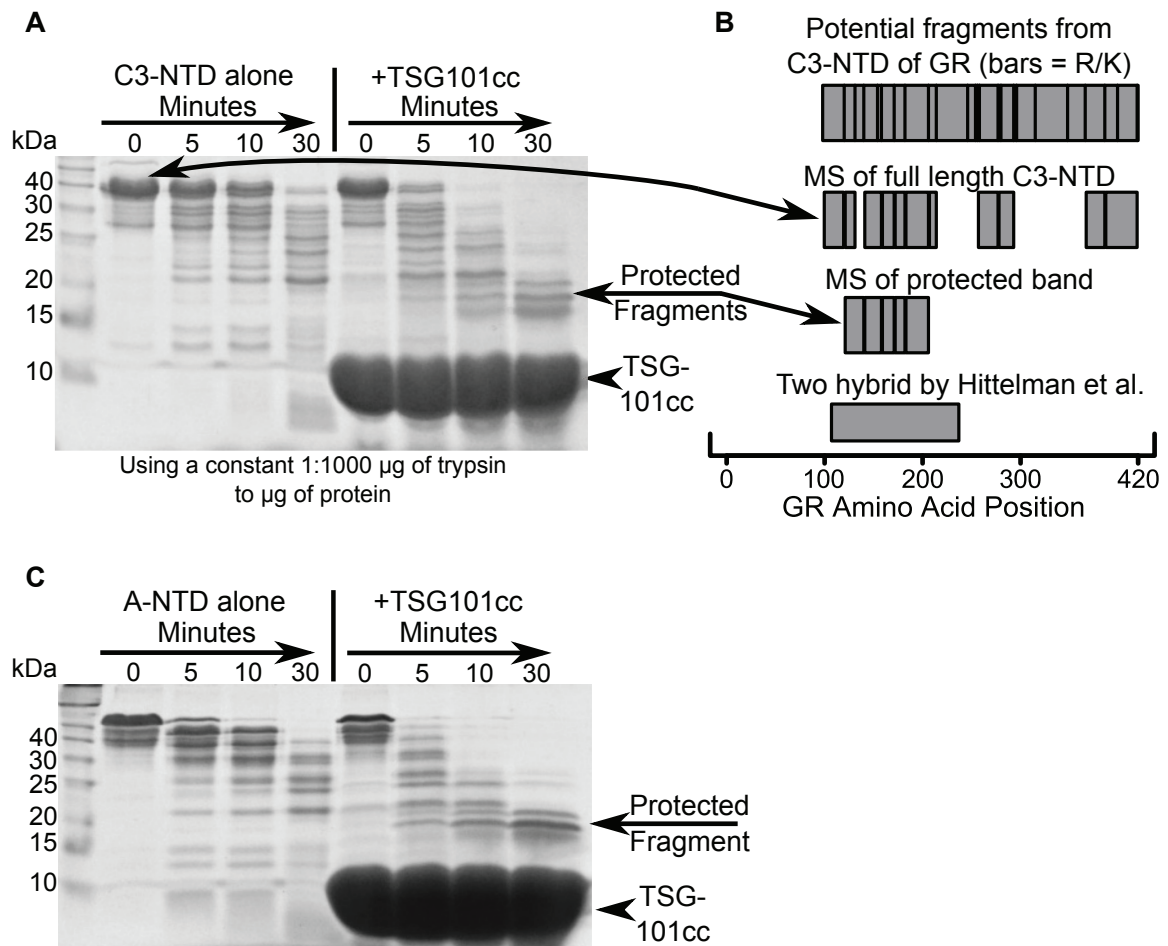 A
C3-NTD alone
Minutes
+TSG101cc
Minutes
kDa
0 5 10 30 0 5 10 30
40
30
25
20
15
10
Protected
Fragments
TSG-
101cc
Using a constant 1:1000 µg of trypsin
to µg of protein
B
Potential fragments from
C3-NTD of GR (bars = R/K)
MS of full length C3-NTD
MS of protected band
Two hybrid by Hittelman et al.
0 100 200 300 420
GR Amino Acid Position
C
A-NTD alone
Minutes
+TSG101cc
Minutes
kDa
0 5 10 30 0 5 10 30
40
30
25
20
15
10
Protected
Fragment
TSG-
101cc